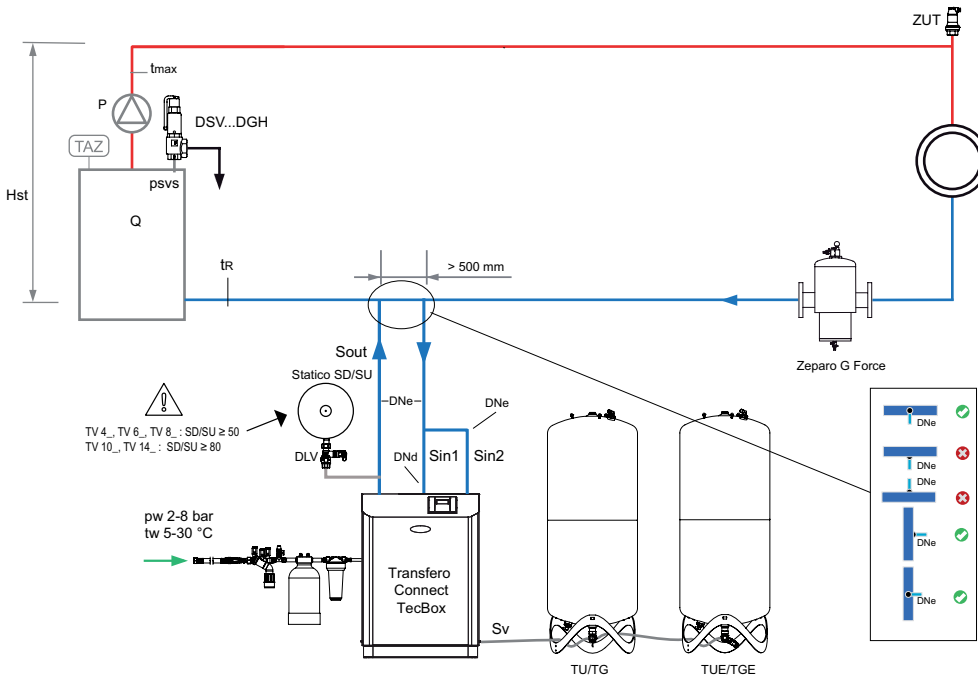 ZUT
tmax
P
DSV...DGH
TAZ
psvs
Hst
Q
> 500 mm
tR
Sout
Zeparo G Force
Statico SD/SU
DNe
DNe
TV 4_, TV 6_, TV 8_ : SD/SU ≥ 50
TV 10_, TV 14_ : SD/SU ≥ 80
DLV
DNd
Sin1
Sin2
pw 2-8 bar
tw 5-30 °C
Transfero
Connect
TecBox
Sv
TU/TG
TUE/TGE
DNe
DNe
DNe
DNe
DNe